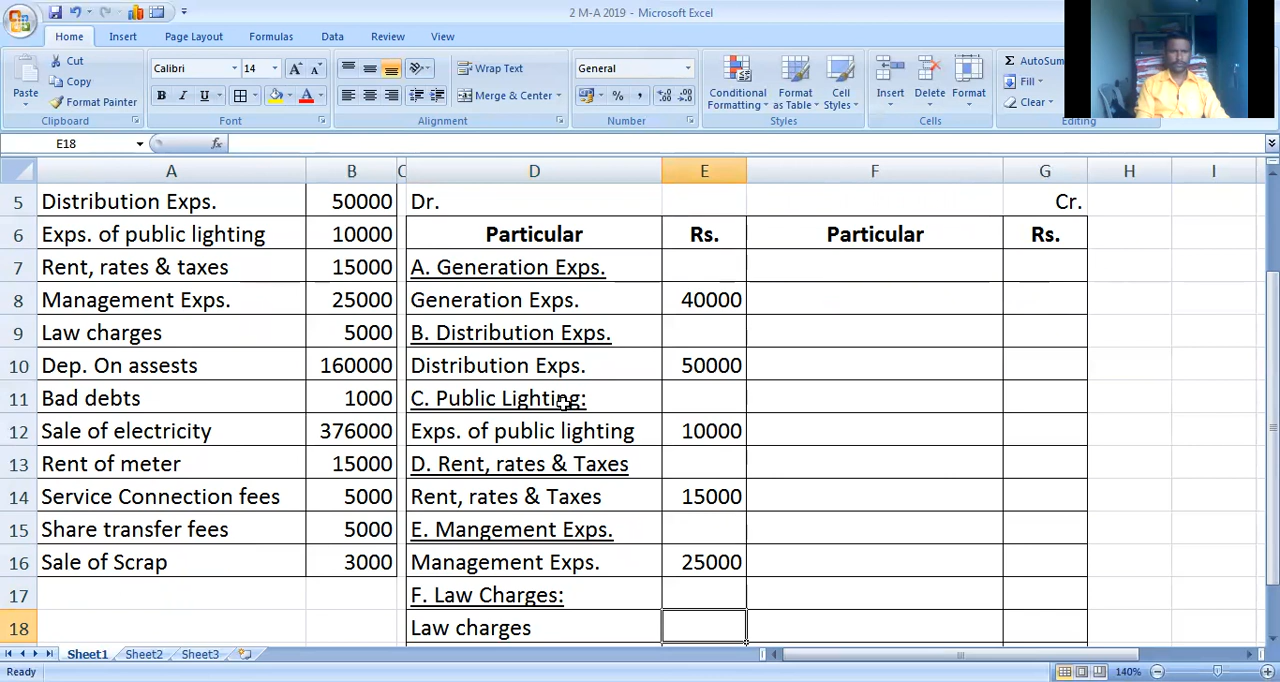 2 M-A 2019 - Microsoft Excel
Home Insert Page Layout Formulas Data Review View
Cut
Copy
Format Painter
Paste
Clipboard
Calibri 14
B I U
Font
Wrap Text
Merge & Center
Alignment
General
% ,
Number
Conditional Formatting
Format as Table
Cell Styles
Styles
Insert Delete Format
Cells
Σ AutoSum
Fill
Clear
Editing
E18 fx
A B C D E F G H I
5 Distribution Exps. 50000 Dr. Cr.
6 Exps. of public lighting 10000 Particular Rs. Particular Rs.
7 Rent, rates & taxes 15000 A. Generation Exps.
8 Management Exps. 25000 Generation Exps. 40000
9 Law charges 5000 B. Distribution Exps.
10 Dep. On assests 160000 Distribution Exps. 50000
11 Bad debts 1000 C. Public Lighting:
12 Sale of electricity 376000 Exps. of public lighting 10000
13 Rent of meter 15000 D. Rent, rates & Taxes
14 Service Connection fees 5000 Rent, rates & Taxes 15000
15 Share transfer fees 5000 E. Mangement Exps.
16 Sale of Scrap 3000 Management Exps. 25000
17 F. Law Charges:
18 Law charges
Sheet1 Sheet2 Sheet3
Ready 140%